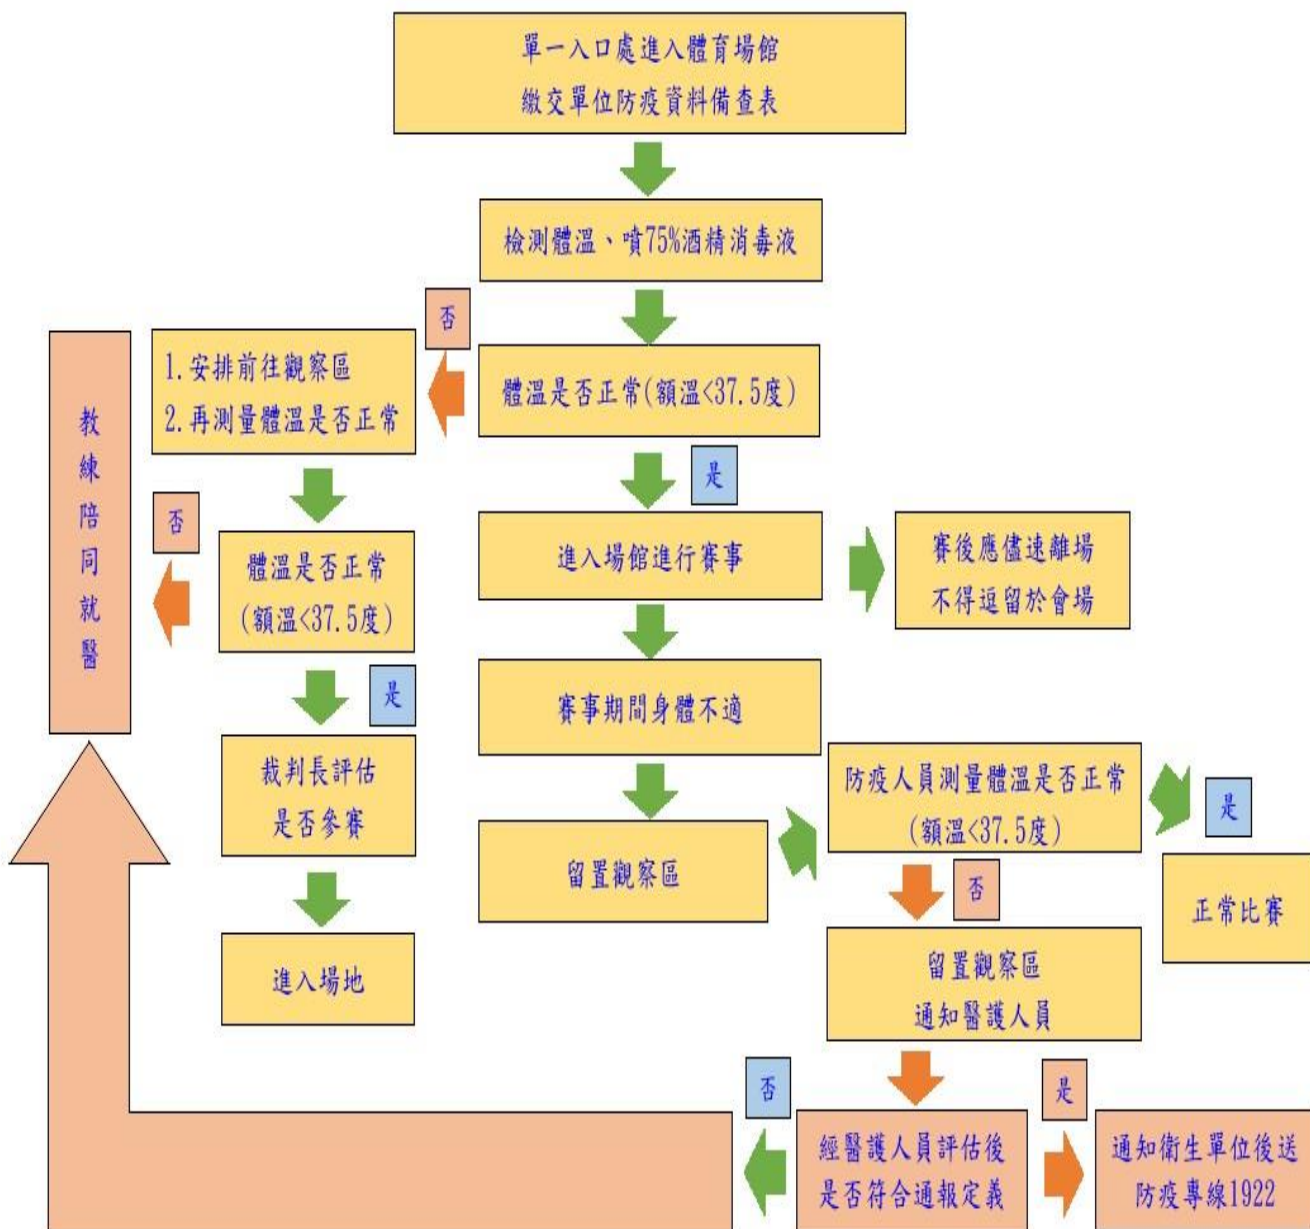 單一入口處進入體育場館
繳交單位防疫資料備查表
檢測體溫、噴75%酒精消毒液
否
體溫是否正常(額溫<37.5度)
1.安排前往觀察區
2.再測量體溫是否正常
教
練
陪
同
就
醫
是
否
體溫是否正常
(額溫<37.5度)
進入場館進行賽事
賽後應儘速離場
不得逗留於會場
是
賽事期間身體不適
裁判長評估
是否參賽
防疫人員測量體溫是否正常
(額溫<37.5度)
是
留置觀察區
否
正常比賽
進入場地
留置觀察區
通知醫護人員
否
是
經醫護人員評估後
是否符合通報定義
通知衛生單位後送
防疫專線1922